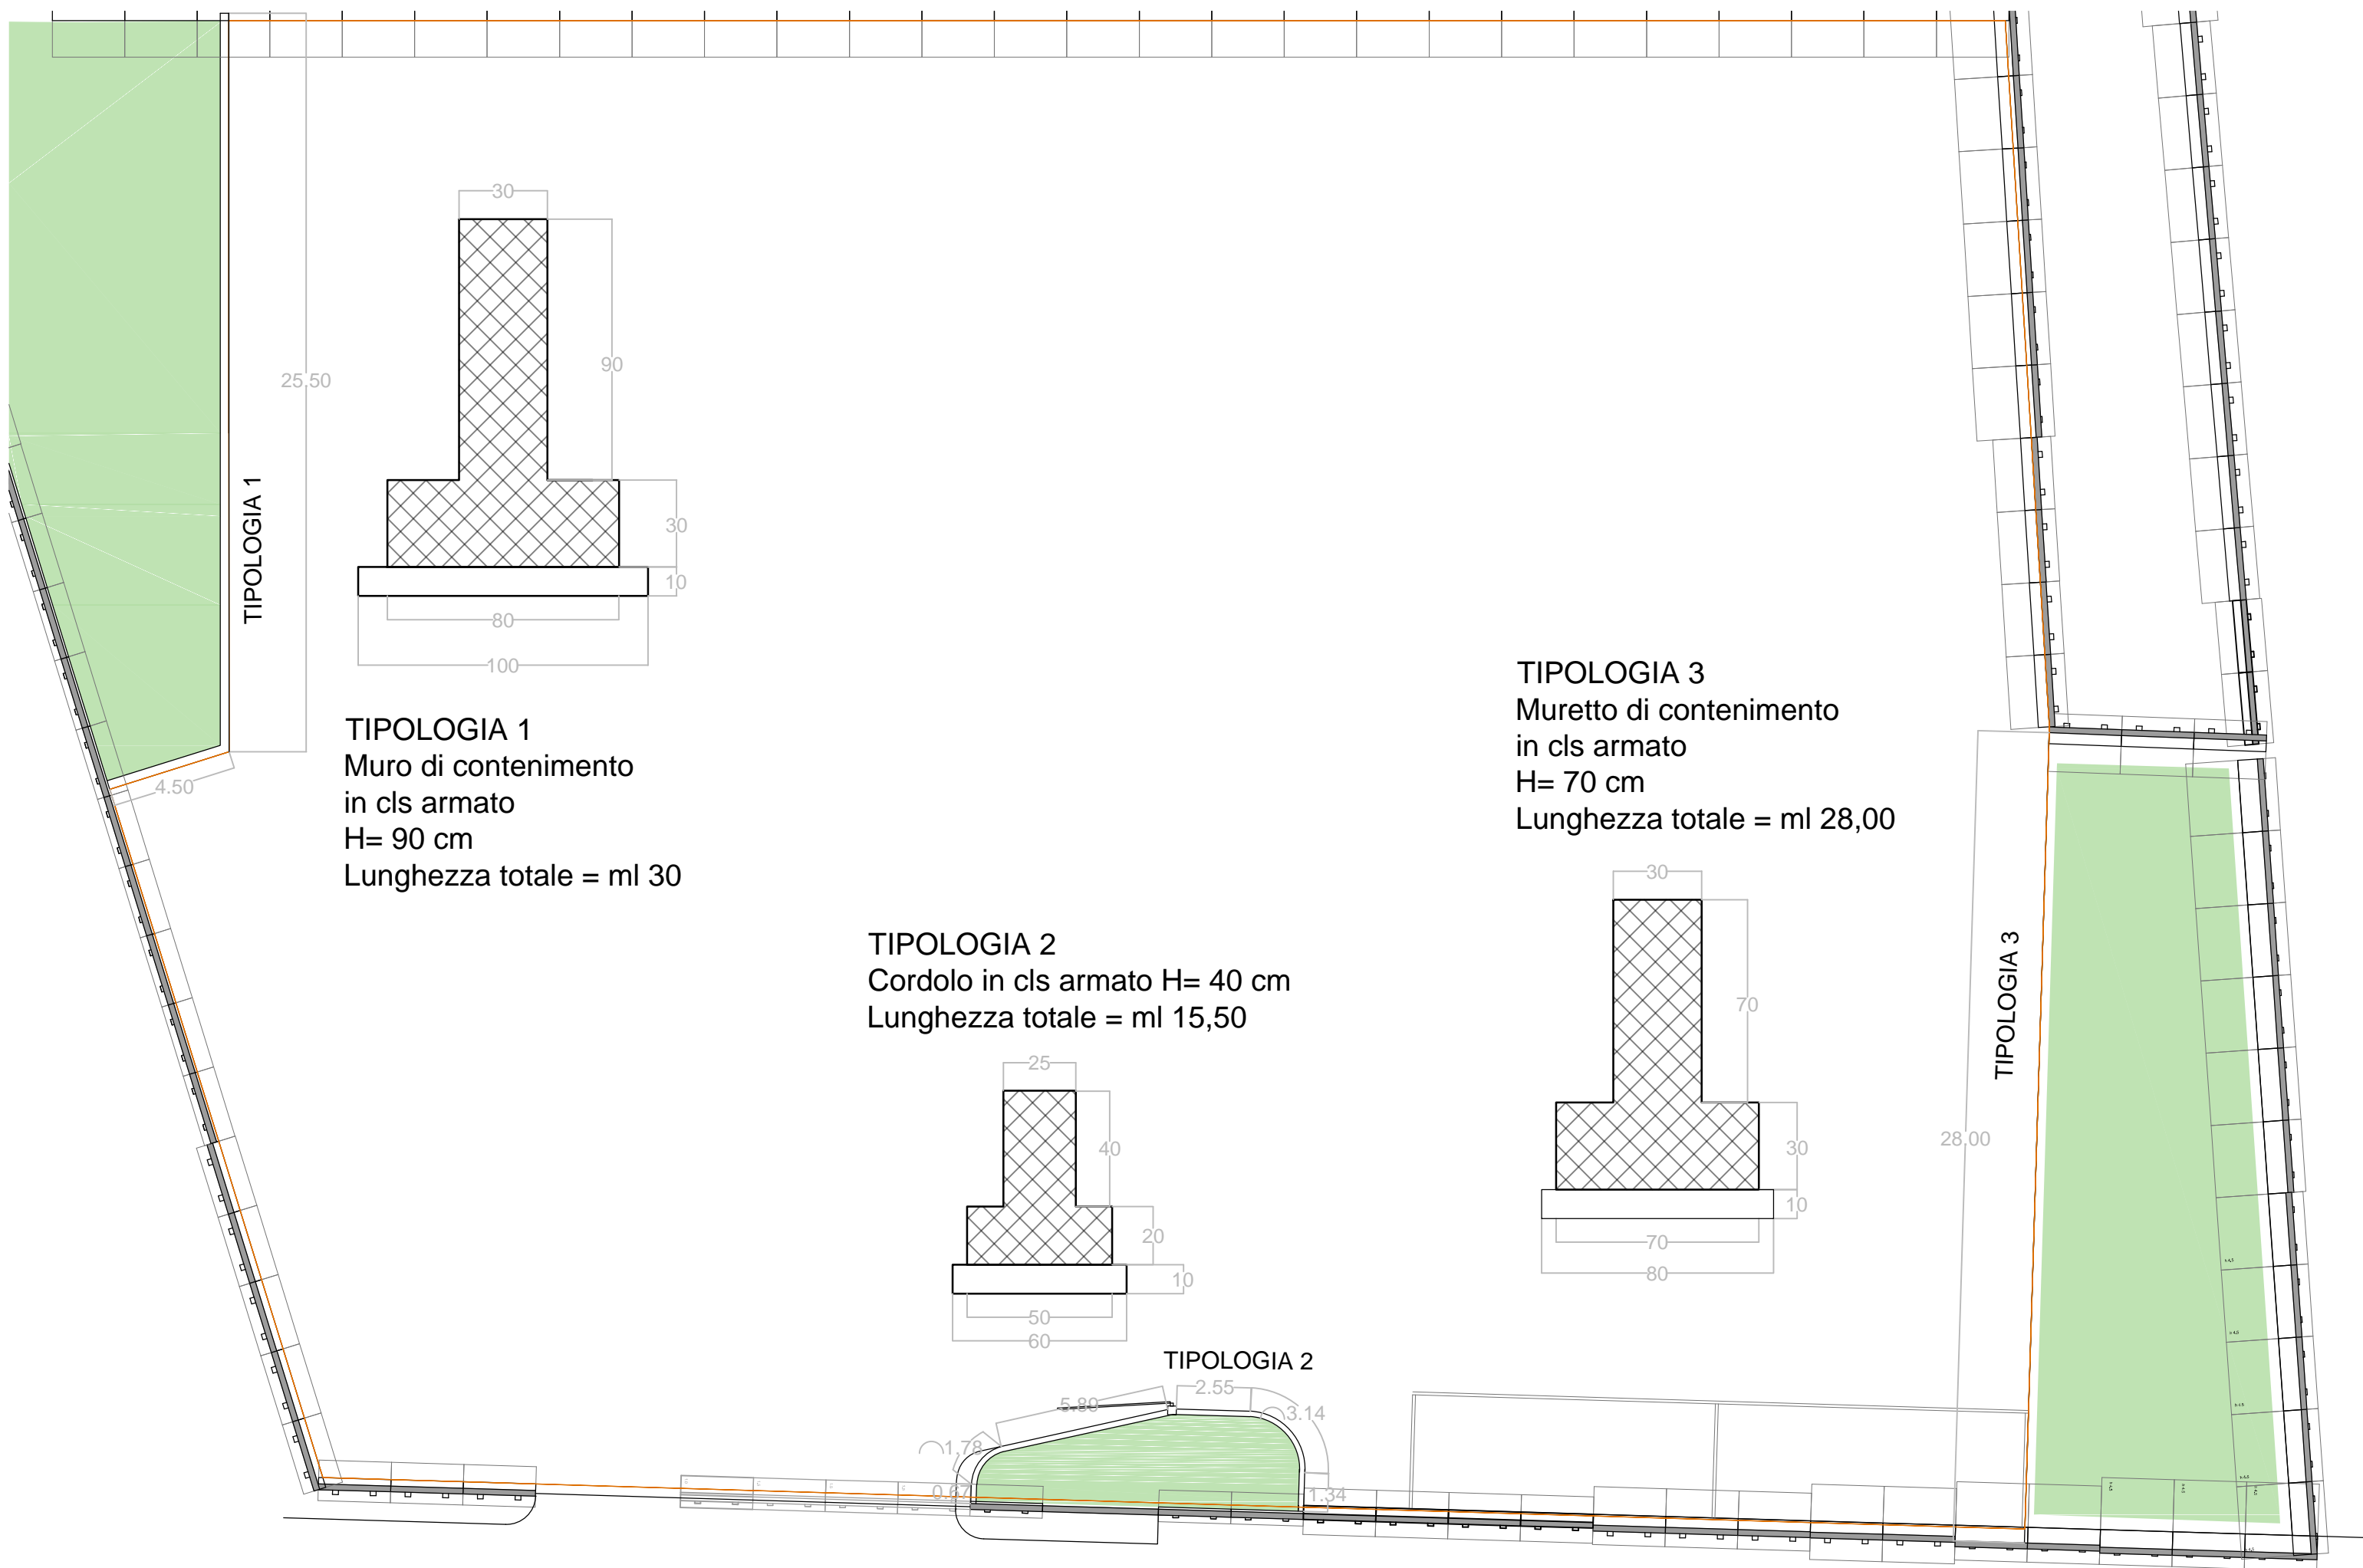 30
90
25.50
TIPOLOGIA 1
30
10
80
100
4.50
TIPOLOGIA 1
Muro di contenimento
in cls armato
H= 90 cm
Lunghezza totale = ml 30
TIPOLOGIA 3
Muretto di contenimento
in cls armato
H= 70 cm
Lunghezza totale = ml 28,00
30
70
30
10
70
80
TIPOLOGIA 3
28.00
TIPOLOGIA 2
Cordolo in cls armato H= 40 cm
Lunghezza totale = ml 15,50
25
40
20
10
50
60
TIPOLOGIA 2
2.55
5.89
3.14
1.78
0.67
1.34